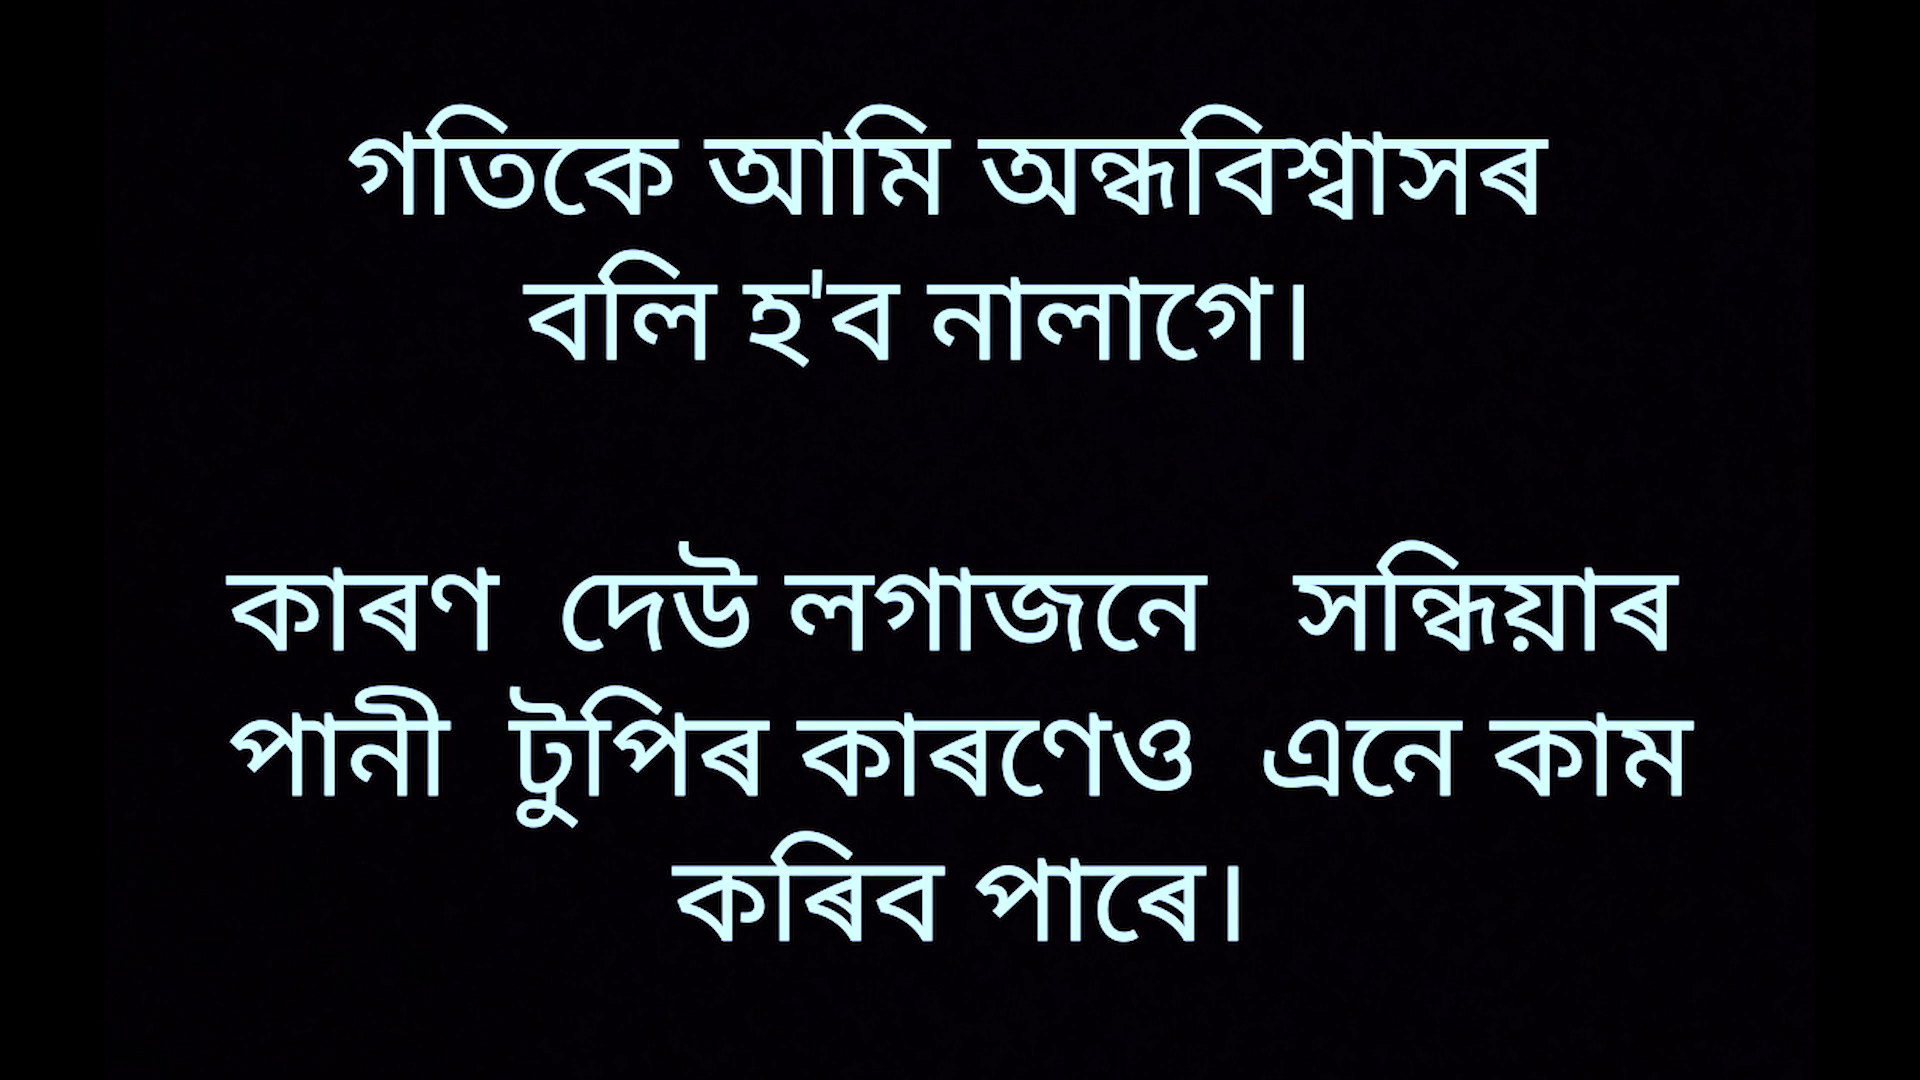 গতিকে আমি অন্ধবিশ্বাসৰ
বলি হ'ব নালাগে।
কাৰণ দেউ লগাজনে সন্ধিয়াৰ
পানী টুপিৰ কাৰণেও এনে কাম
কৰিব পাৰে।